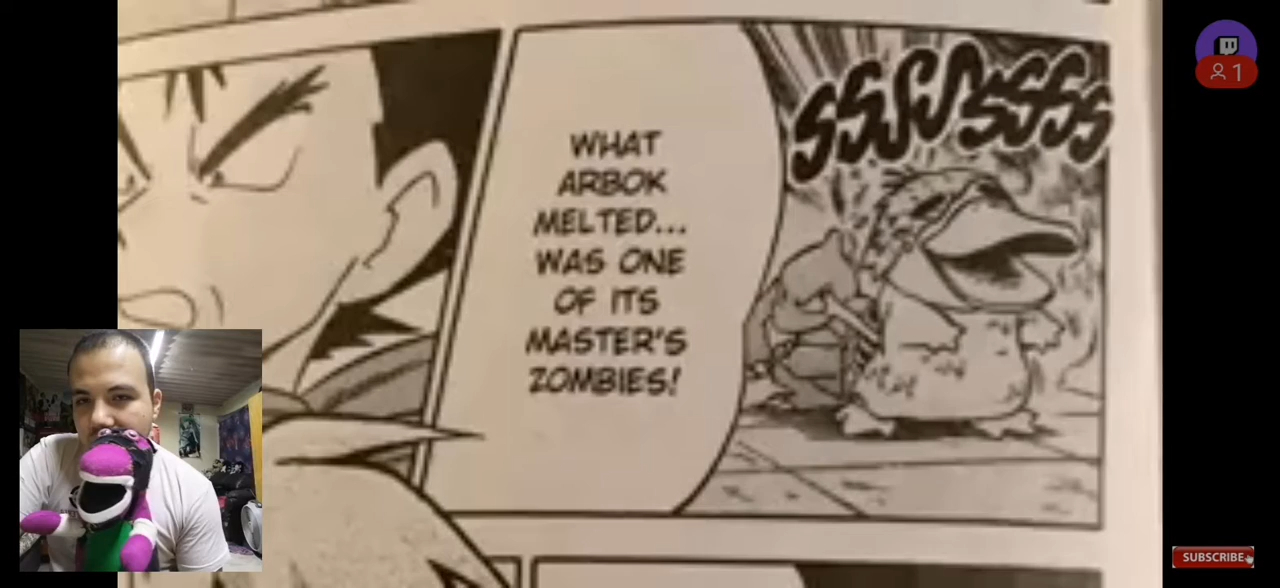 WHAT
ARBOK
MELTED...
WAS ONE
OF ITS
MASTER'S
ZOMBIES!
SSSSSSSS
1
SUBSCRIBE